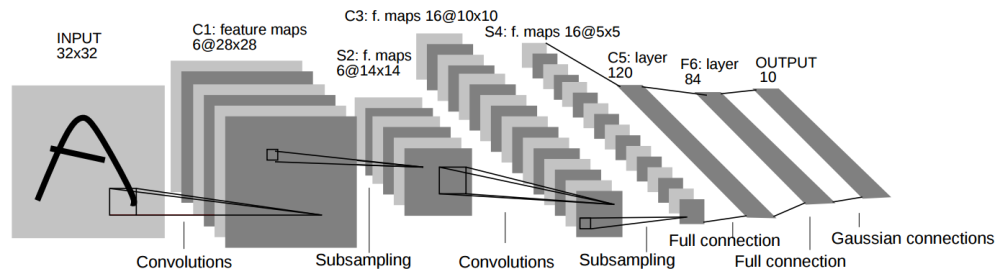 INPUT
32x32
C1: feature maps
6@28x28
S2: f. maps
6@14x14
C3: f. maps 16@10x10
S4: f. maps 16@5x5
C5: layer
120
F6: layer
84
OUTPUT
10
Convolutions
Subsampling
Convolutions
Subsampling
Full connection
Full connection
Gaussian connections